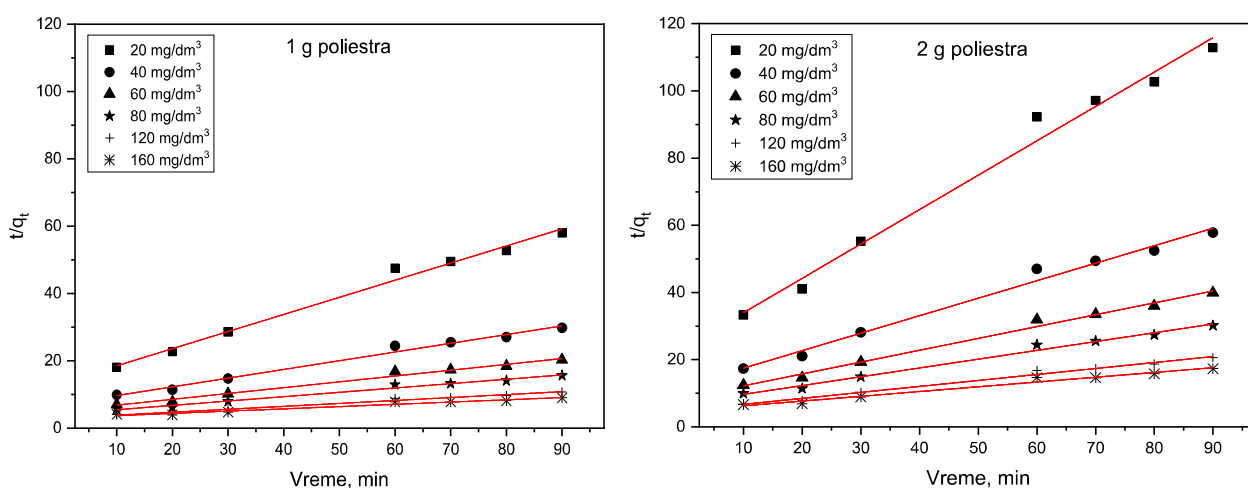 1 g poliestra
20 mg/dm³
40 mg/dm³
60 mg/dm³
80 mg/dm³
120 mg/dm³
160 mg/dm³
120
100
80
60
40
20
0
t/qₜ
10 20 30 40 50 60 70 80 90
Vreme, min
2 g poliestra
20 mg/dm³
40 mg/dm³
60 mg/dm³
80 mg/dm³
120 mg/dm³
160 mg/dm³
120
100
80
60
40
20
0
t/qₜ
10 20 30 40 50 60 70 80 90
Vreme, min